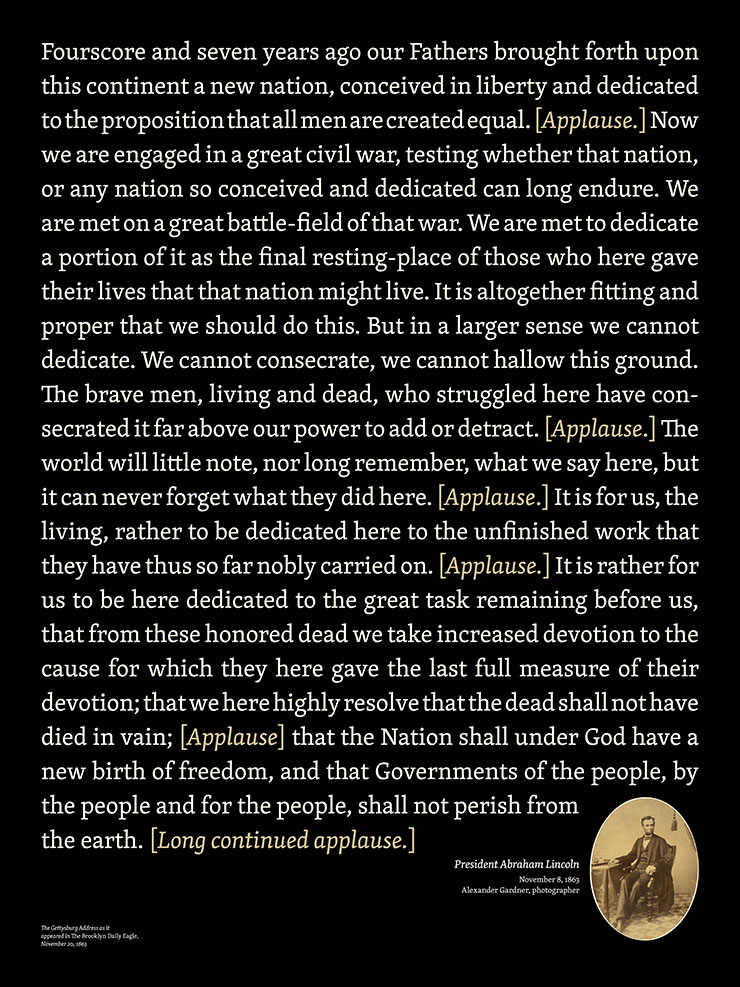 Fourscore and seven years ago our Fathers brought forth upon
this continent a new nation, conceived in liberty and dedicated
to the proposition that all men are created equal. [Applause.] Now
we are engaged in a great civil war, testing whether that nation,
or any nation so conceived and dedicated can long endure. We
are met on a great battle-field of that war. We are met to dedicate
a portion of it as the final resting-place of those who here gave
their lives that that nation might live. It is altogether fitting and
proper that we should do this. But in a larger sense we cannot
dedicate. We cannot consecrate, we cannot hallow this ground.
The brave men, living and dead, who struggled here have con-
secrated it far above our power to add or detract. [Applause.] The
world will little note, nor long remember, what we say here, but
it can never forget what they did here. [Applause.] It is for us, the
living, rather to be dedicated here to the unfinished work that
they have thus so far nobly carried on. [Applause.] It is rather for
us to be here dedicated to the great task remaining before us,
that from these honored dead we take increased devotion to the
cause for which they here gave the last full measure of their
devotion; that we here highly resolve that the dead shall not have
died in vain; [Applause] that the Nation shall under God have a
new birth of freedom, and that Governments of the people, by
the people and for the people, shall not perish from
the earth. [Long continued applause.]
President Abraham Lincoln
November 8, 1863
Alexander Gardner, photographer
The Gettysburg Address as it
appeared in The Brooklyn Daily Eagle,
November 20, 1863